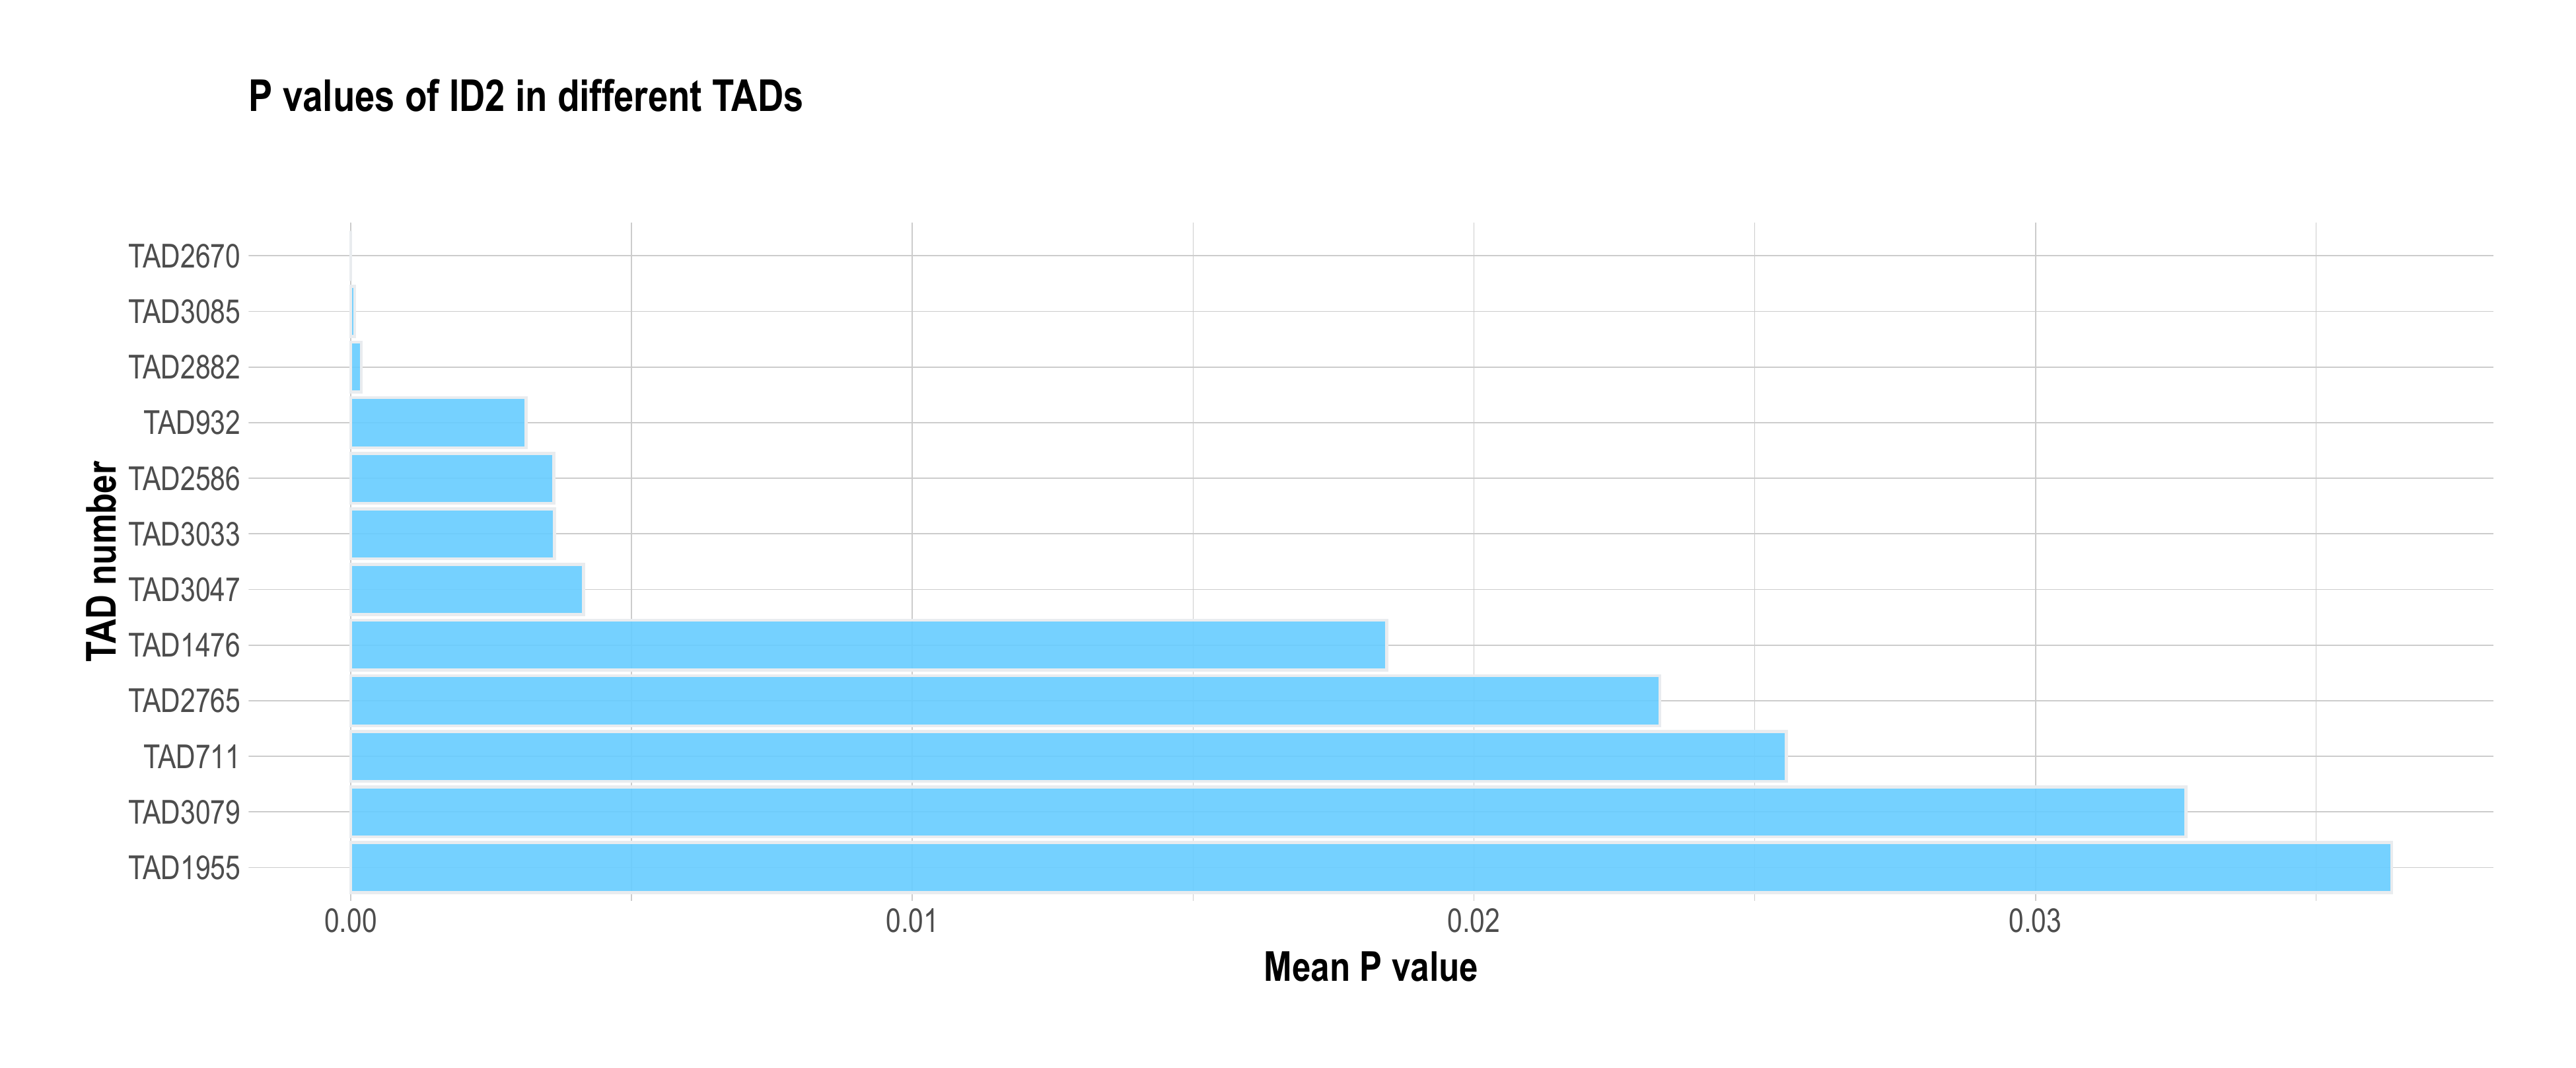 P values of ID2 in different TADs
TAD number
TAD2670
TAD3085
TAD2882
TAD932
TAD2586
TAD3033
TAD3047
TAD1476
TAD2765
TAD711
TAD3079
TAD1955
0.00 0.01 0.02 0.03
Mean P value